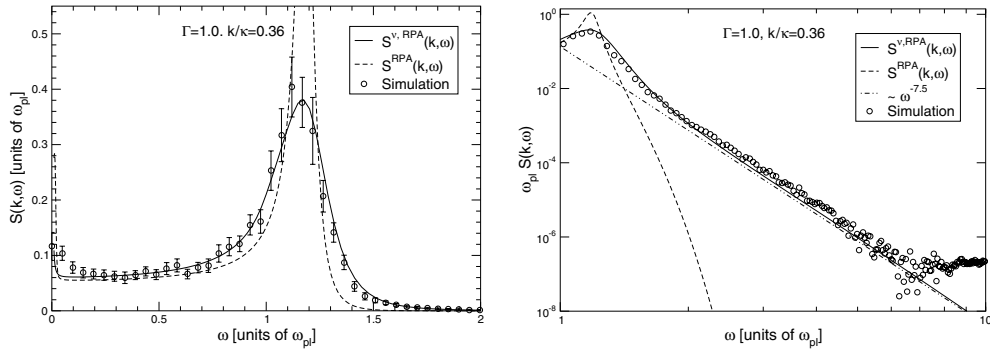 Γ=1.0. k/κ=0.36
S^{ν, RPA}(k,ω)
S^{RPA}(k,ω)
Simulation
S(k,ω) [units of ω_{pl}]
0.5
0.4
0.3
0.2
0.1
0
0 0.5 1 1.5 2
ω [units of ω_{pl}]
Γ=1.0, k/κ=0.36
S^{ν,RPA}(k,ω)
S^{RPA}(k,ω)
~ ω^{-7.5}
Simulation
ω_{pl} S(k,ω)
10^0
10^{-2}
10^{-4}
10^{-6}
10^{-8}
1 10
ω [units of ω_{pl}]